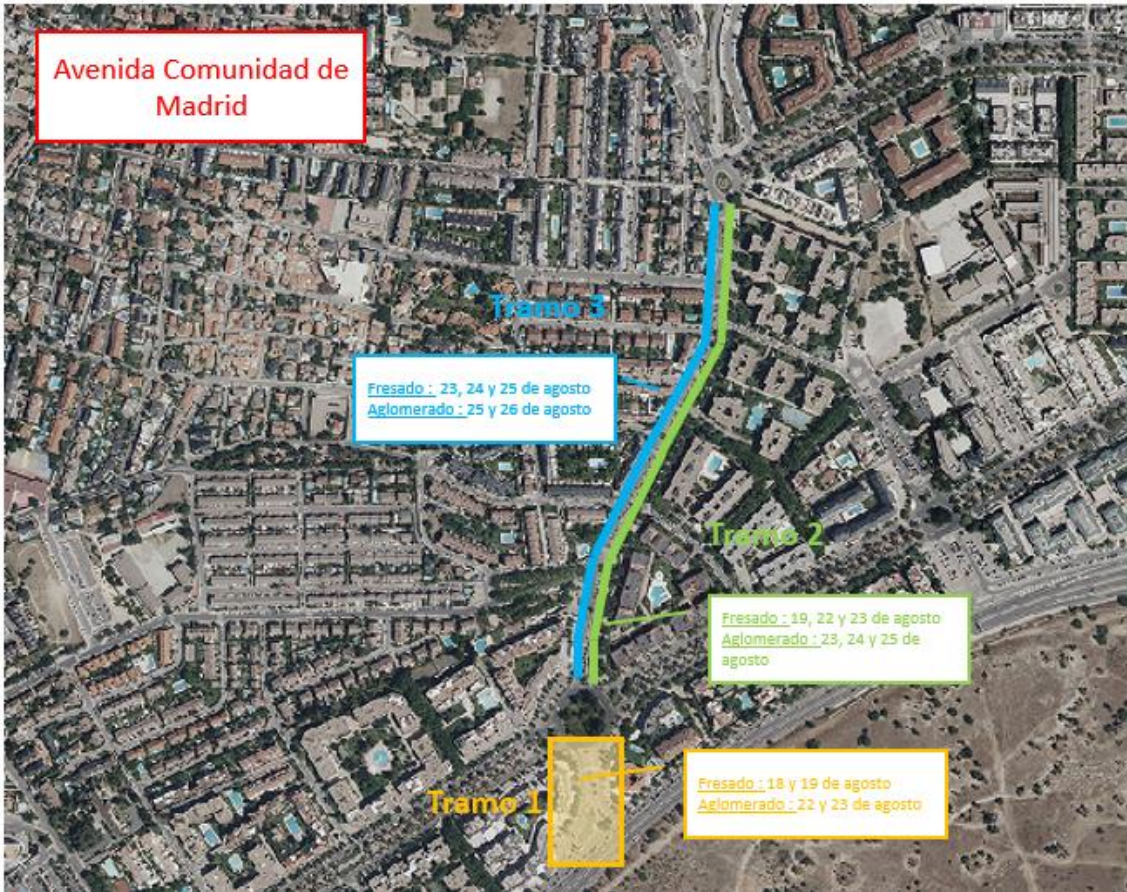 Avenida Comunidad de
Madrid
Tramo 3
Fresado : 23, 24 y 25 de agosto
Aglomerado : 25 y 26 de agosto
Tramo 2
Fresado : 19, 22 y 23 de agosto
Aglomerado : 23, 24 y 25 de
agosto
Tramo 1
Fresado : 18 y 19 de agosto
Aglomerado : 22 y 23 de agosto